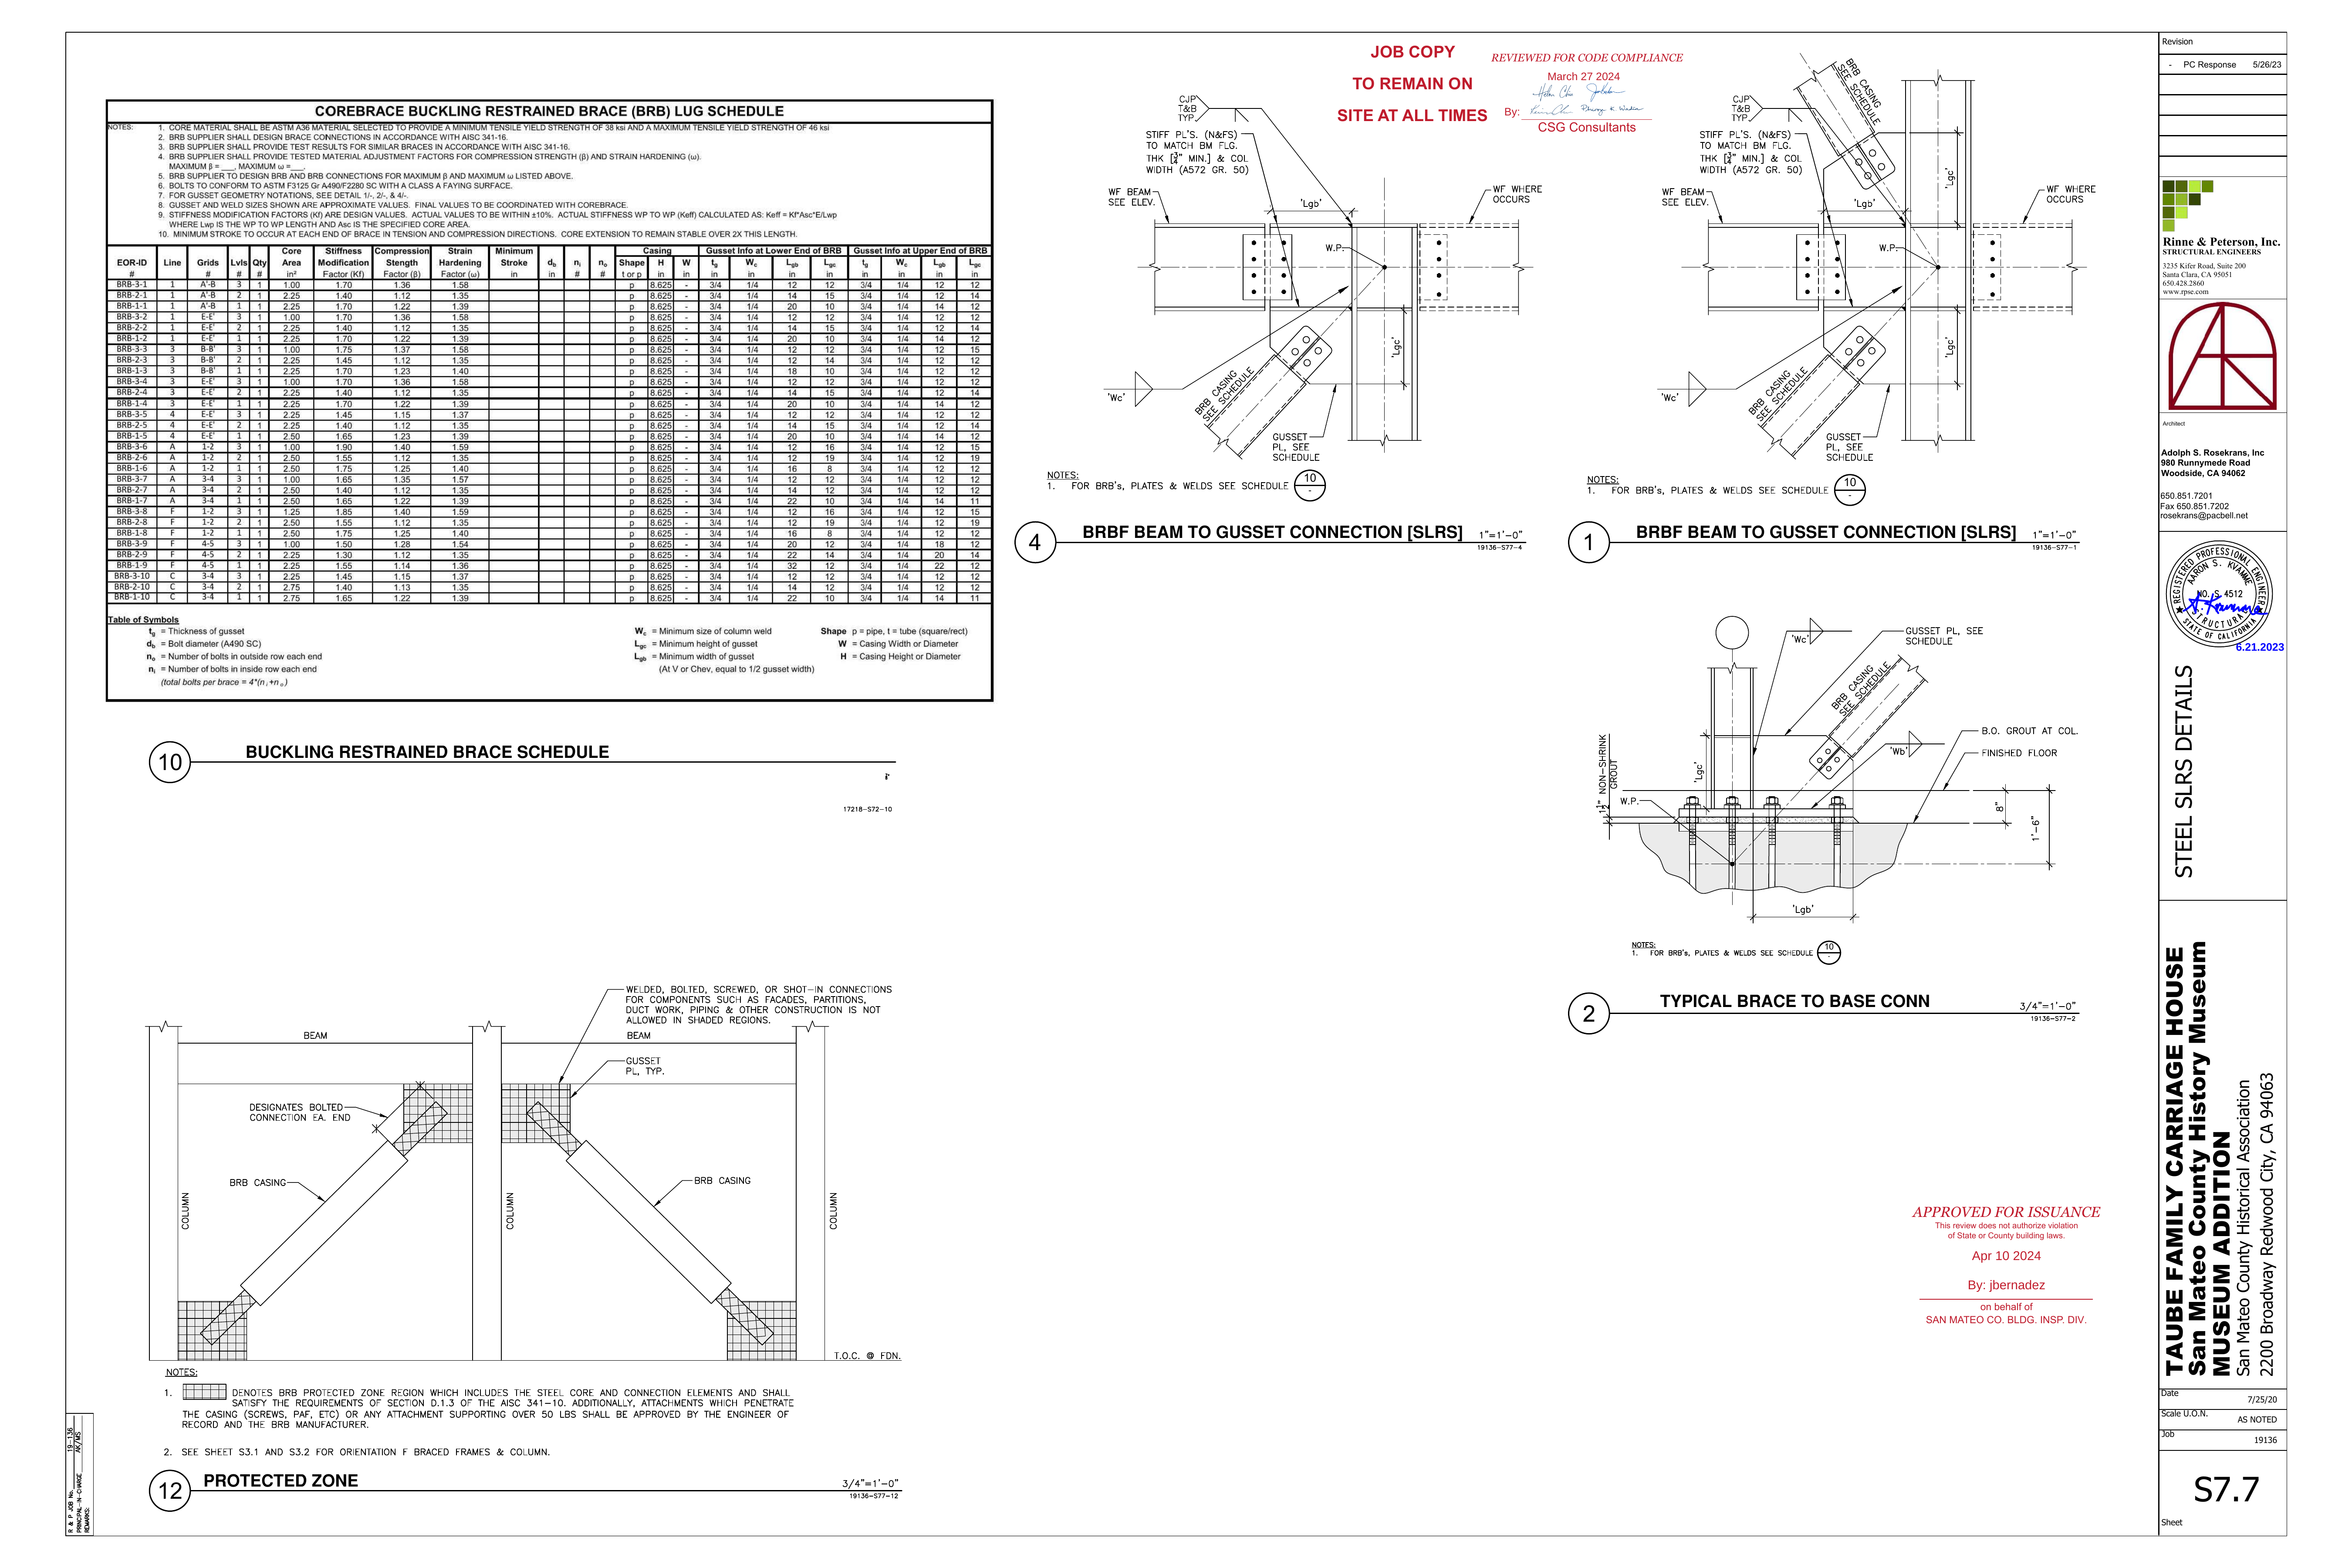 COREBRACE BUCKLING RESTRAINED BRACE (BRB) LUG SCHEDULE
NOTES:
1. CORE MATERIAL SHALL BE ASTM A36 MATERIAL SELECTED TO PROVIDE A MINIMUM TENSILE YIELD STRENGTH OF 38 ksi AND A MAXIMUM TENSILE YIELD STRENGTH OF 46 ksi
2. BRB SUPPLIER SHALL DESIGN BRACE CONNECTIONS IN ACCORDANCE WITH AISC 341-16.
3. BRB SUPPLIER SHALL PROVIDE TEST RESULTS FOR SIMILAR BRACES IN ACCORDANCE WITH AISC 341-16.
4. BRB SUPPLIER SHALL PROVIDE TESTED MATERIAL ADJUSTMENT FACTORS FOR COMPRESSION STRENGTH (β) AND STRAIN HARDENING (ω).
MAXIMUM β =___, MAXIMUM ω =___.
5. BRB SUPPLIER TO DESIGN BRB AND BRB CONNECTIONS FOR MAXIMUM β AND MAXIMUM ω LISTED ABOVE.
6. BOLTS TO CONFORM TO ASTM F3125 Gr A490/F2280 SC WITH A CLASS A FAYING SURFACE.
7. FOR GUSSET GEOMETRY NOTATIONS, SEE DETAIL 1/-, 2/-, & 4/-.
8. GUSSET AND WELD SIZES SHOWN ARE APPROXIMATE VALUES. FINAL VALUES TO BE COORDINATED WITH COREBRACE.
9. STIFFNESS MODIFICATION FACTORS (Kf) ARE DESIGN VALUES. ACTUAL VALUES TO BE WITHIN ±10%. ACTUAL STIFFNESS WP TO WP (Keff) CALCULATED AS: Keff = Kf*Asc*E/Lwp
WHERE Lwp IS THE WP TO WP LENGTH AND Asc IS THE SPECIFIED CORE AREA.
10. MINIMUM STROKE TO OCCUR AT EACH END OF BRACE IN TENSION AND COMPRESSION DIRECTIONS. CORE EXTENSION TO REMAIN STABLE OVER 2X THIS LENGTH.
Core Stiffness Compression Strain Minimum Casing Gusset Info at Lower End of BRB Gusset Info at Upper End of BRB
EOR-ID Line Grids Lvls Qty Area Modification Stength Hardening Stroke db ni no Shape H W tg Wc Lgb Lgc tg Wc Lgb Lgc
# # # # in² Factor (Kf) Factor (β) Factor (ω) in in # # t or p in in in in in in in in in in
BRB-3-1 1 A'-B 3 1 1.00 1.70 1.36 1.58 p 8.625 - 3/4 1/4 12 12 3/4 1/4 12 12
BRB-2-1 1 A'-B 2 1 2.25 1.40 1.12 1.35 p 8.625 - 3/4 1/4 14 15 3/4 1/4 12 14
BRB-1-1 1 A'-B 1 1 2.25 1.70 1.22 1.39 p 8.625 - 3/4 1/4 20 10 3/4 1/4 14 12
BRB-3-2 1 E-E' 3 1 1.00 1.70 1.36 1.58 p 8.625 - 3/4 1/4 12 12 3/4 1/4 12 12
BRB-2-2 1 E-E' 2 1 2.25 1.40 1.12 1.35 p 8.625 - 3/4 1/4 14 15 3/4 1/4 12 14
BRB-1-2 1 E-E' 1 1 2.25 1.70 1.22 1.39 p 8.625 - 3/4 1/4 20 10 3/4 1/4 14 12
BRB-3-3 3 B-B' 3 1 1.00 1.75 1.37 1.58 p 8.625 - 3/4 1/4 12 12 3/4 1/4 12 15
BRB-2-3 3 B-B' 2 1 2.25 1.45 1.12 1.35 p 8.625 - 3/4 1/4 12 14 3/4 1/4 12 12
BRB-1-3 3 B-B' 1 1 2.25 1.70 1.23 1.40 p 8.625 - 3/4 1/4 18 10 3/4 1/4 12 12
BRB-3-4 3 E-E' 3 1 1.00 1.70 1.36 1.58 p 8.625 - 3/4 1/4 12 12 3/4 1/4 12 12
BRB-2-4 3 E-E' 2 1 2.25 1.40 1.12 1.35 p 8.625 - 3/4 1/4 14 15 3/4 1/4 12 14
BRB-1-4 3 E-E' 1 1 2.25 1.70 1.22 1.39 p 8.625 - 3/4 1/4 20 10 3/4 1/4 14 12
BRB-3-5 4 E-E' 3 1 2.25 1.45 1.15 1.37 p 8.625 - 3/4 1/4 12 12 3/4 1/4 12 12
BRB-2-5 4 E-E' 2 1 2.25 1.40 1.12 1.35 p 8.625 - 3/4 1/4 14 15 3/4 1/4 12 14
BRB-1-5 4 E-E' 1 1 2.50 1.65 1.23 1.39 p 8.625 - 3/4 1/4 20 10 3/4 1/4 14 12
BRB-3-6 A 1-2 3 1 1.00 1.90 1.40 1.59 p 8.625 - 3/4 1/4 12 16 3/4 1/4 12 15
BRB-2-6 A 1-2 2 1 2.50 1.55 1.12 1.35 p 8.625 - 3/4 1/4 12 19 3/4 1/4 12 19
BRB-1-6 A 1-2 1 1 2.50 1.75 1.25 1.40 p 8.625 - 3/4 1/4 16 8 3/4 1/4 12 12
BRB-3-7 A 3-4 3 1 1.00 1.65 1.35 1.57 p 8.625 - 3/4 1/4 12 12 3/4 1/4 12 12
BRB-2-7 A 3-4 2 1 2.50 1.40 1.12 1.35 p 8.625 - 3/4 1/4 14 12 3/4 1/4 12 12
BRB-1-7 A 3-4 1 1 2.50 1.65 1.22 1.39 p 8.625 - 3/4 1/4 22 10 3/4 1/4 14 11
BRB-3-8 F 1-2 3 1 1.25 1.85 1.40 1.59 p 8.625 - 3/4 1/4 12 16 3/4 1/4 12 15
BRB-2-8 F 1-2 2 1 2.50 1.55 1.12 1.35 p 8.625 - 3/4 1/4 12 19 3/4 1/4 12 19
BRB-1-8 F 1-2 1 1 2.50 1.75 1.25 1.40 p 8.625 - 3/4 1/4 16 8 3/4 1/4 12 12
BRB-3-9 F 4-5 3 1 1.00 1.50 1.28 1.54 p 8.625 - 3/4 1/4 20 12 3/4 1/4 18 12
BRB-2-9 F 4-5 2 1 2.25 1.30 1.12 1.35 p 8.625 - 3/4 1/4 22 14 3/4 1/4 20 14
BRB-1-9 F 4-5 1 1 2.25 1.55 1.14 1.36 p 8.625 - 3/4 1/4 32 12 3/4 1/4 22 12
BRB-3-10 C 3-4 3 1 2.25 1.45 1.15 1.37 p 8.625 - 3/4 1/4 12 12 3/4 1/4 12 12
BRB-2-10 C 3-4 2 1 2.75 1.40 1.13 1.35 p 8.625 - 3/4 1/4 14 12 3/4 1/4 12 12
BRB-1-10 C 3-4 1 1 2.75 1.65 1.22 1.39 p 8.625 - 3/4 1/4 22 10 3/4 1/4 14 11
Table of Symbols
tg = Thickness of gusset
db = Bolt diameter (A490 SC)
no = Number of bolts in outside row each end
ni = Number of bolts in inside row each end
(total bolts per brace = 4*(ni+no)
Wc = Minimum size of column weld
Lgc = Minimum height of gusset
Lgb = Minimum width of gusset
(At V or Chev, equal to 1/2 gusset width)
Shape p = pipe, t = tube (square/rect)
W = Casing Width or Diameter
H = Casing Height or Diameter
10 BUCKLING RESTRAINED BRACE SCHEDULE
17218-S72-10
JOB COPY
TO REMAIN ON
SITE AT ALL TIMES
REVIEWED FOR CODE COMPLIANCE
March 27 2024
By:
CSG Consultants
CJP
T&B
TYP.
STIFF PL'S. (N&FS)
TO MATCH BM FLG.
THK [3/4" MIN.] & COL
WIDTH (A572 GR. 50)
WF BEAM
SEE ELEV.
'Lgb'
WF WHERE
OCCURS
W.P.
'Lgc'
'Wc'
BRB CASING
SEE SCHEDULE
GUSSET
PL, SEE
SCHEDULE
NOTES:
1. FOR BRB's, PLATES & WELDS SEE SCHEDULE 10
-
4 BRBF BEAM TO GUSSET CONNECTION [SLRS] 1"=1'-0"
19136-S77-4
BRB CASING
SEE SCHEDULE
CJP
T&B
TYP.
STIFF PL'S. (N&FS)
TO MATCH BM FLG.
THK [3/4" MIN.] & COL
WIDTH (A572 GR. 50)
'Lgc'
WF BEAM
SEE ELEV.
'Lgb'
WF WHERE
OCCURS
W.P.
'Lgc'
'Wc'
BRB CASING
SEE SCHEDULE
GUSSET
PL, SEE
SCHEDULE
NOTES:
1. FOR BRB's, PLATES & WELDS SEE SCHEDULE 10
-
1 BRBF BEAM TO GUSSET CONNECTION [SLRS] 1"=1'-0"
19136-S77-1
'Wc'
GUSSET PL, SEE
SCHEDULE
BRB CASING
SEE SCHEDULE
B.O. GROUT AT COL.
'Wb'
FINISHED FLOOR
1 1/2" NON-SHRINK
GROUT
'Lgc'
W.P.
8"
1'-6"
'Lgb'
NOTES:
1. FOR BRB's, PLATES & WELDS SEE SCHEDULE 10
-
2 TYPICAL BRACE TO BASE CONN 3/4"=1'-0"
19136-S77-2
WELDED, BOLTED, SCREWED, OR SHOT-IN CONNECTIONS
FOR COMPONENTS SUCH AS FACADES, PARTITIONS,
DUCT WORK, PIPING & OTHER CONSTRUCTION IS NOT
ALLOWED IN SHADED REGIONS.
BEAM
BEAM
GUSSET
PL, TYP.
DESIGNATES BOLTED
CONNECTION EA. END
BRB CASING
BRB CASING
COLUMN
COLUMN
COLUMN
T.O.C. @ FDN.
NOTES:
1. DENOTES BRB PROTECTED ZONE REGION WHICH INCLUDES THE STEEL CORE AND CONNECTION ELEMENTS AND SHALL
SATISFY THE REQUIREMENTS OF SECTION D.1.3 OF THE AISC 341-10. ADDITIONALLY, ATTACHMENTS WHICH PENETRATE
THE CASING (SCREWS, PAF, ETC) OR ANY ATTACHMENT SUPPORTING OVER 50 LBS SHALL BE APPROVED BY THE ENGINEER OF
RECORD AND THE BRB MANUFACTURER.
2. SEE SHEET S3.1 AND S3.2 FOR ORIENTATION F BRACED FRAMES & COLUMN.
12 PROTECTED ZONE 3/4"=1'-0"
19136-S77-12
R & P JOB No. 19-136
PRINCIPAL-IN-CHARGE AK/MS
REMARKS:
APPROVED FOR ISSUANCE
This review does not authorize violation
of State or County building laws.
Apr 10 2024
By: jbernadez
on behalf of
SAN MATEO CO. BLDG. INSP. DIV.
Revision
- PC Response 5/26/23
Rinne & Peterson, Inc.
STRUCTURAL ENGINEERS
3235 Kifer Road, Suite 200
Santa Clara, CA 95051
650.428.2860
www.rpse.com
Architect
Adolph S. Rosekrans, Inc
980 Runnymede Road
Woodside, CA 94062
650.851.7201
Fax 650.851.7202
rosekrans@pacbell.net
REGISTERED PROFESSIONAL ENGINEER
AARON S. KVAMME
NO. S 4512
STRUCTURAL
STATE OF CALIFORNIA
6.21.2023
STEEL SLRS DETAILS
TAUBE FAMILY CARRIAGE HOUSE
San Mateo County History Museum
MUSEUM ADDITION
San Mateo County Historical Association
2200 Broadway Redwood City, CA 94063
Date
7/25/20
Scale U.O.N.
AS NOTED
Job
19136
S7.7
Sheet